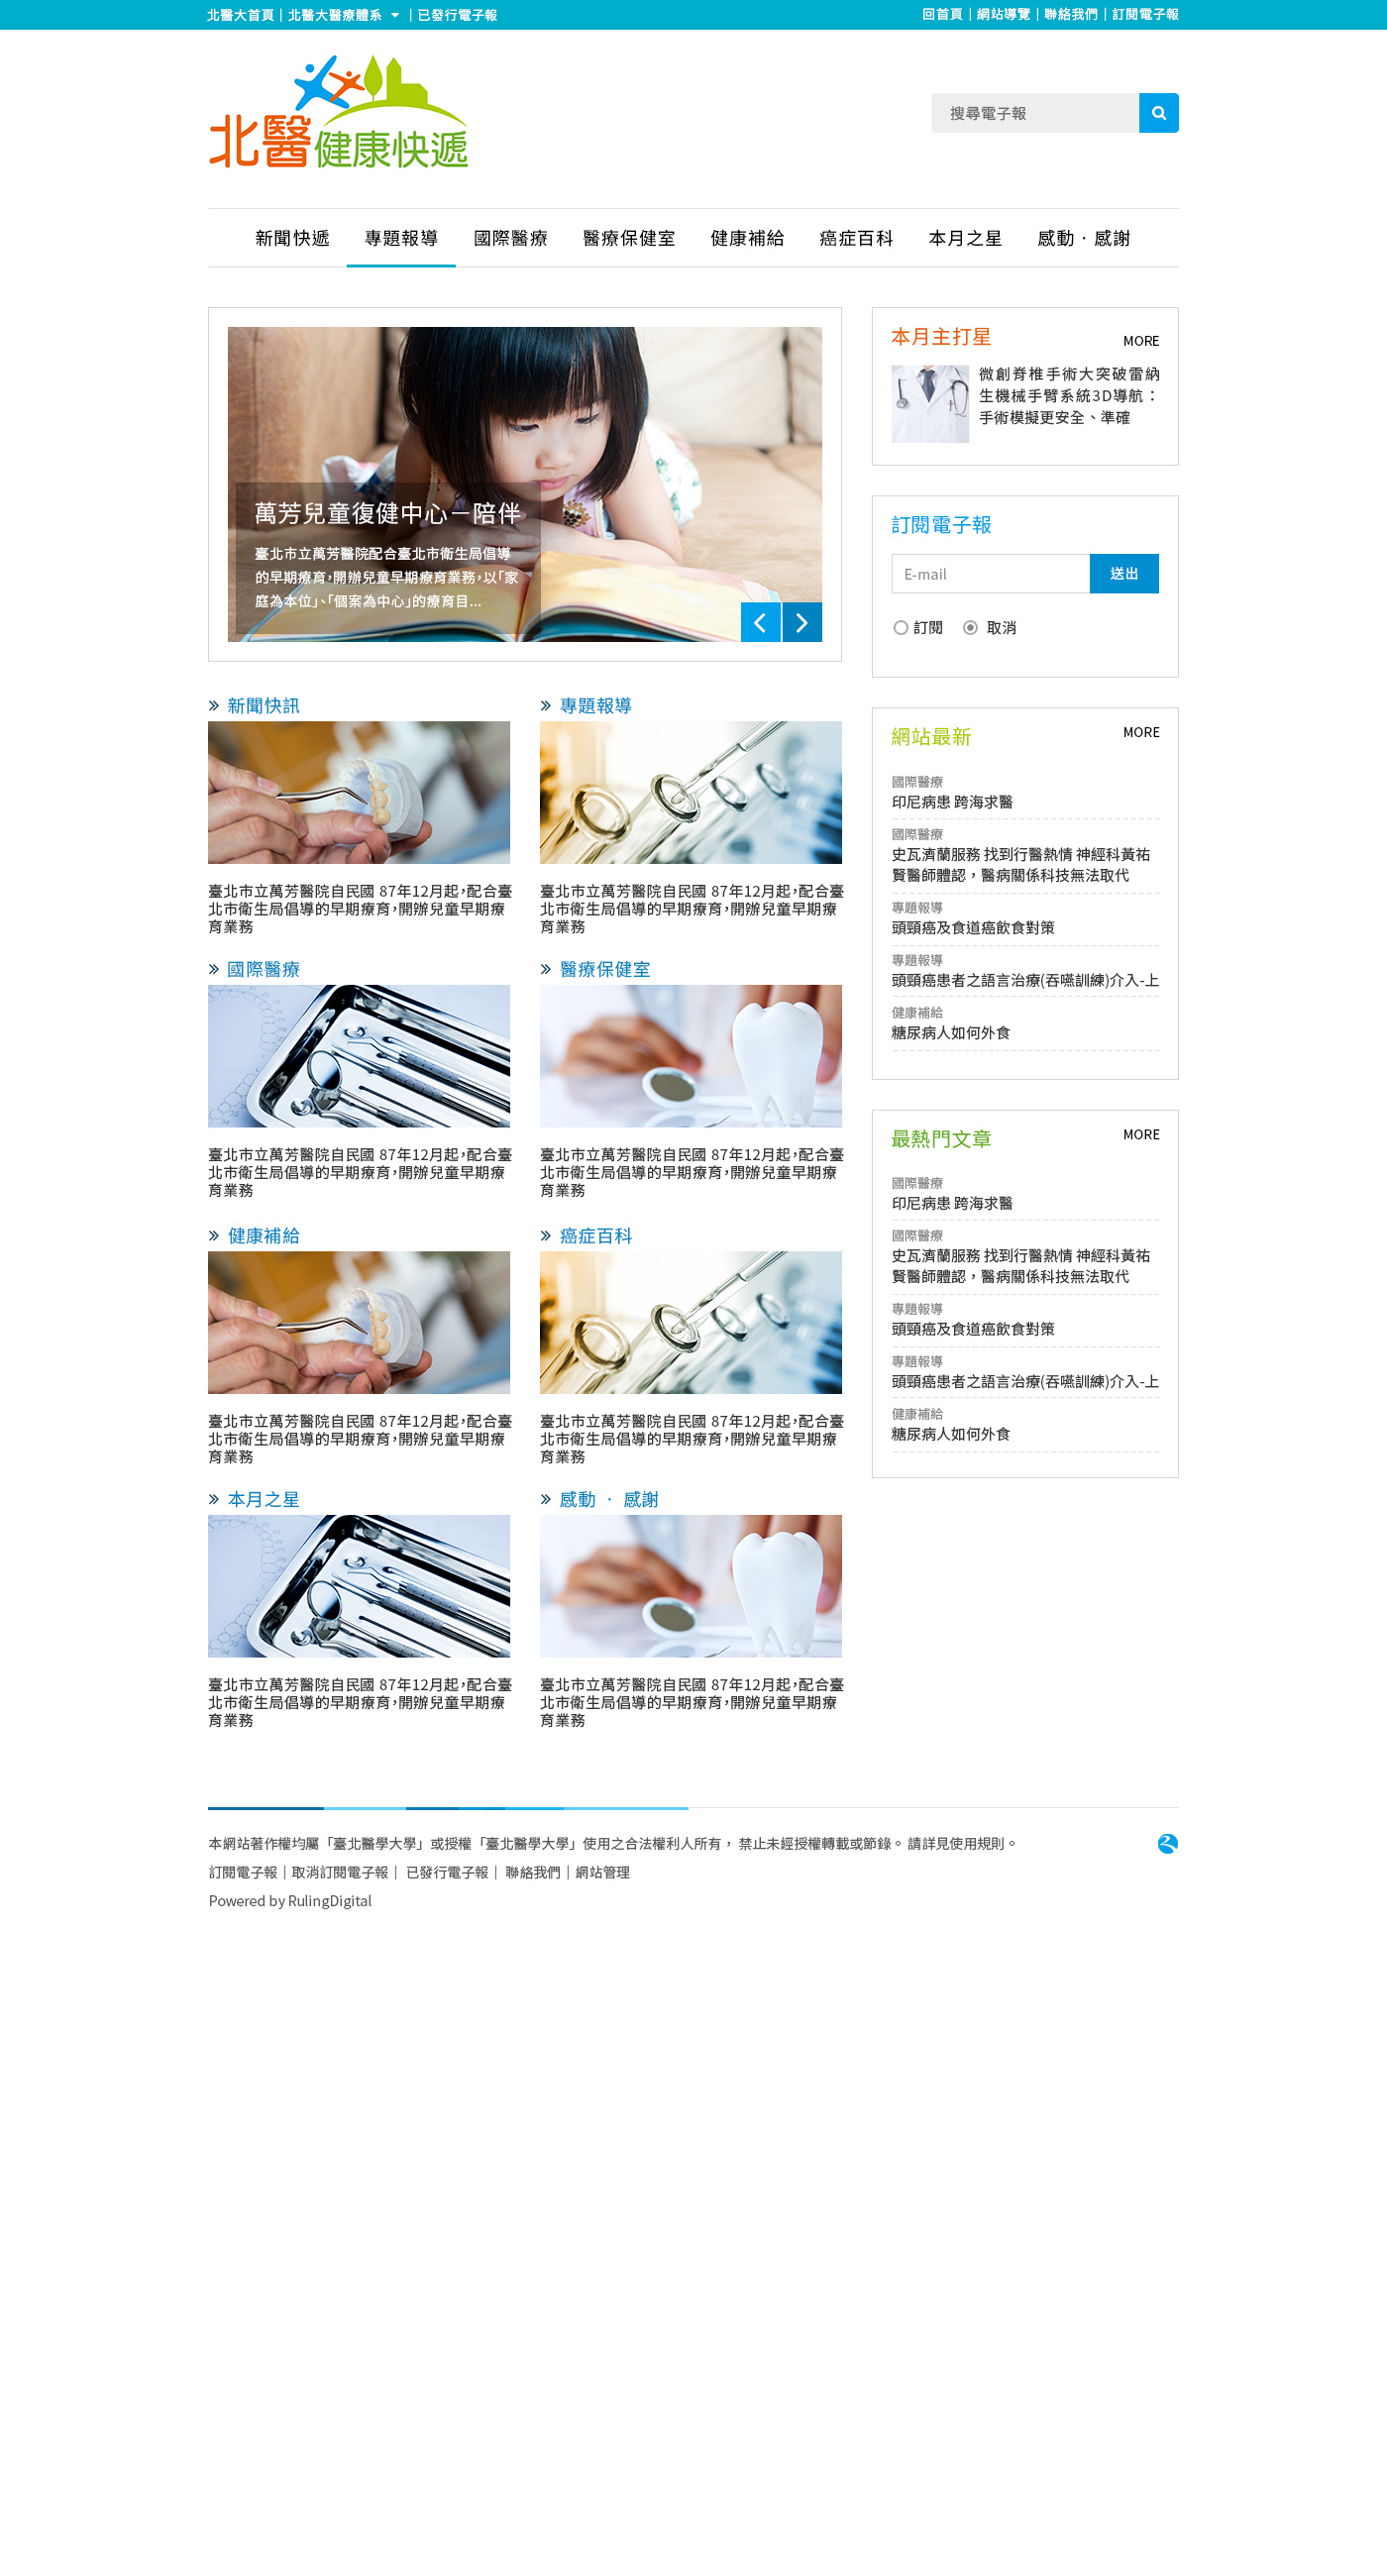 北醫大首頁｜北醫大醫療體系 ｜已發行電子報
回首頁｜網站導覽｜聯絡我們｜訂閱電子報
北醫健康快遞
搜尋電子報
新聞快遞 專題報導 國際醫療 醫療保健室 健康補給 癌症百科 本月之星 感動‧感謝
萬芳兒童復健中心－陪伴
臺北市立萬芳醫院配合臺北市衛生局倡導
的早期療育，開辦兒童早期療育業務，以「家
庭為本位」、「個案為中心」的療育目...
本月主打星
MORE
微創脊椎手術大突破雷納
生機械手臂系統3D導航：
手術模擬更安全、準確
訂閱電子報
E-mail
送出
訂閱 取消
網站最新
MORE
國際醫療
印尼病患 跨海求醫
國際醫療
史瓦濟蘭服務 找到行醫熱情 神經科黃祐
賢醫師體認，醫病關係科技無法取代
專題報導
頭頸癌及食道癌飲食對策
專題報導
頭頸癌患者之語言治療(吞嚥訓練)介入-上
健康補給
糖尿病人如何外食
最熱門文章
MORE
國際醫療
印尼病患 跨海求醫
國際醫療
史瓦濟蘭服務 找到行醫熱情 神經科黃祐
賢醫師體認，醫病關係科技無法取代
專題報導
頭頸癌及食道癌飲食對策
專題報導
頭頸癌患者之語言治療(吞嚥訓練)介入-上
健康補給
糖尿病人如何外食
» 新聞快訊
臺北市立萬芳醫院自民國 87年12月起，配合臺
北市衛生局倡導的早期療育，開辦兒童早期療
育業務
» 專題報導
臺北市立萬芳醫院自民國 87年12月起，配合臺
北市衛生局倡導的早期療育，開辦兒童早期療
育業務
» 國際醫療
臺北市立萬芳醫院自民國 87年12月起，配合臺
北市衛生局倡導的早期療育，開辦兒童早期療
育業務
» 醫療保健室
臺北市立萬芳醫院自民國 87年12月起，配合臺
北市衛生局倡導的早期療育，開辦兒童早期療
育業務
» 健康補給
臺北市立萬芳醫院自民國 87年12月起，配合臺
北市衛生局倡導的早期療育，開辦兒童早期療
育業務
» 癌症百科
臺北市立萬芳醫院自民國 87年12月起，配合臺
北市衛生局倡導的早期療育，開辦兒童早期療
育業務
» 本月之星
臺北市立萬芳醫院自民國 87年12月起，配合臺
北市衛生局倡導的早期療育，開辦兒童早期療
育業務
» 感動 ‧ 感謝
臺北市立萬芳醫院自民國 87年12月起，配合臺
北市衛生局倡導的早期療育，開辦兒童早期療
育業務
本網站著作權均屬「臺北醫學大學」或授權「臺北醫學大學」使用之合法權利人所有， 禁止未經授權轉載或節錄。 請詳見使用規則。
訂閱電子報｜取消訂閱電子報｜ 已發行電子報｜ 聯絡我們｜網站管理
Powered by RulingDigital